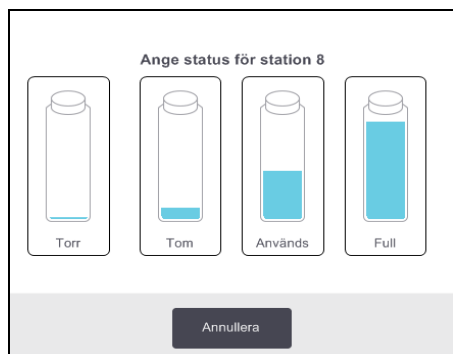 Ange status för station 8
Torr
Tom
Används
Full
Annullera